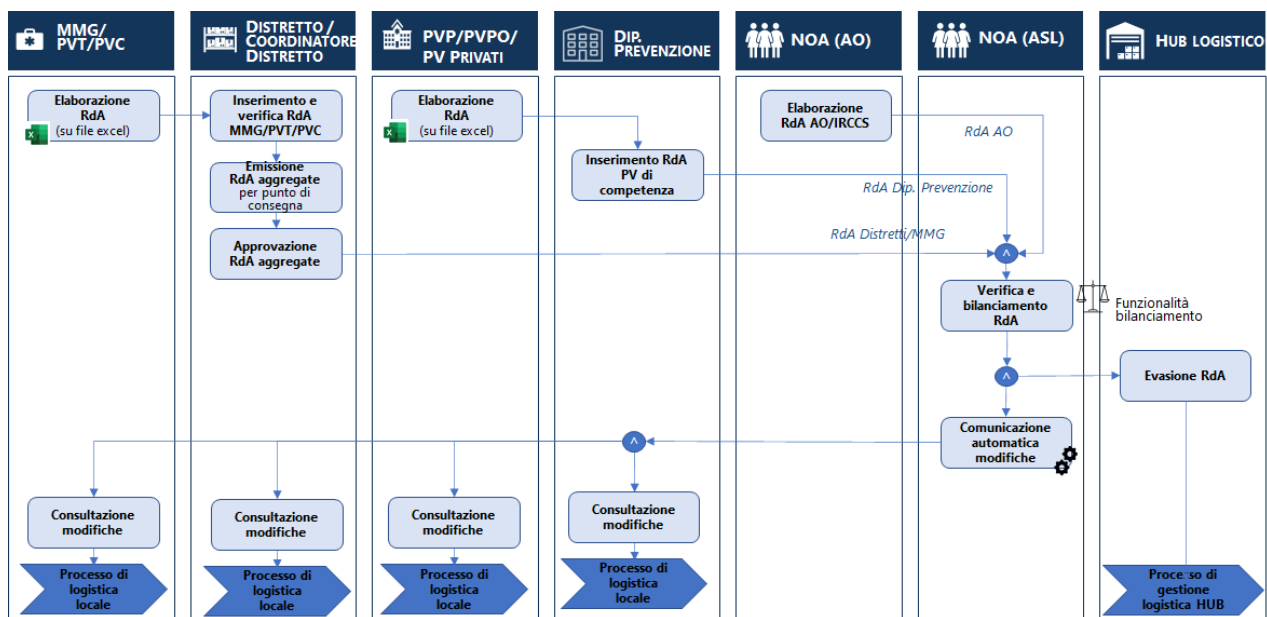 MMG/
PVT/PVC
DISTRETTO /
COORDINATORE
DISTRETTO
PVP/PVPO/
PV PRIVATI
DIP.
PREVENZIONE
NOA (AO)
NOA (ASL)
HUB LOGISTICO
Elaborazione
RdA
(su file excel)
Inserimento e
verifica RdA
MMG/PVT/PVC
Elaborazione
RdA
(su file excel)
Elaborazione
RdA AO/IRCCS
RdA AO
Emissione
RdA aggregate
per punto di
consegna
Inserimento RdA
PV di
competenza
RdA Dip. Prevenzione
Approvazione
RdA aggregate
RdA Distretti/MMG
^
Verifica e
bilanciamento
RdA
Funzionalità
bilanciamento
^
Evasione RdA
Comunicazione
automatica
modifiche
^
Consultazione
modifiche
Consultazione
modifiche
Consultazione
modifiche
Consultazione
modifiche
Processo di
logistica
locale
Processo di
logistica
locale
Processo di
logistica
locale
Processo di
logistica
locale
Processo di
gestione
logistica HUB